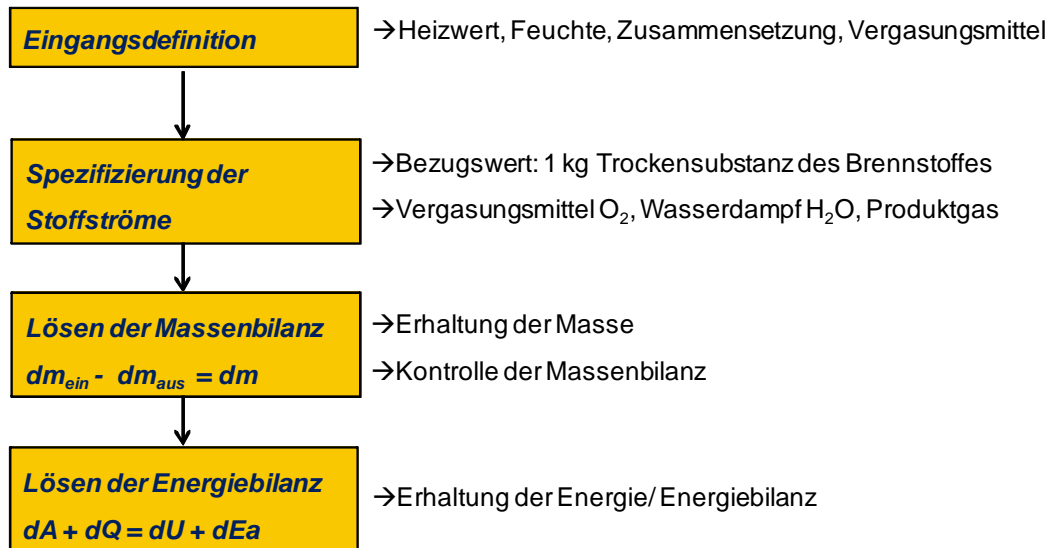 Eingangsdefinition
→Heizwert, Feuchte, Zusammensetzung, Vergasungsmittel
Spezifizierung der
Stoffströme
→Bezugswert: 1 kg Trockensubstanz des Brennstoffes
→Vergasungsmittel O₂, Wasserdampf H₂O, Produktgas
Lösen der Massenbilanz
dm_ein - dm_aus = dm
→Erhaltung der Masse
→Kontrolle der Massenbilanz
Lösen der Energiebilanz
dA + dQ = dU + dEa
→Erhaltung der Energie/ Energiebilanz